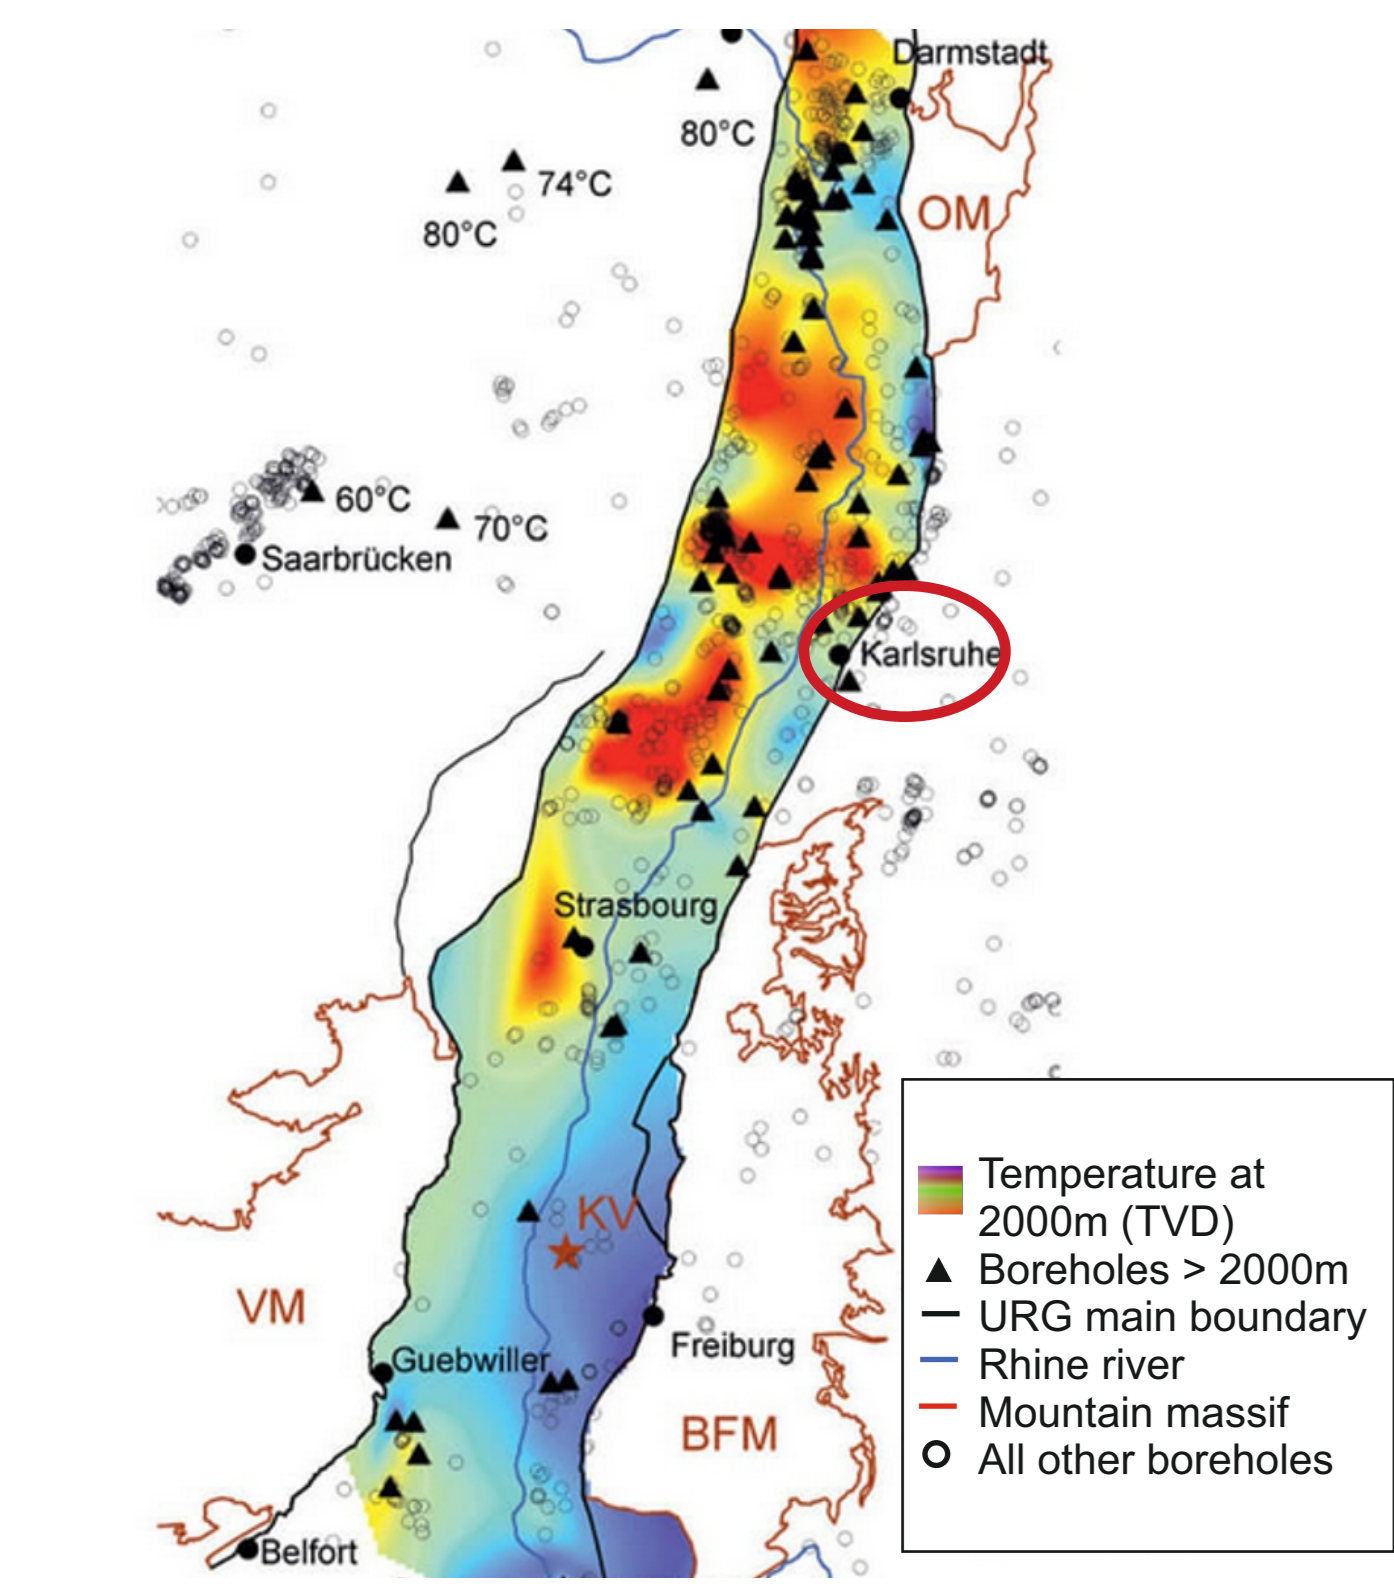 Darmstadt
80°C
74°C
OM
80°C
60°C
70°C
Saarbrücken
Karlsruhe
Strasbourg
KV
VM
Freiburg
Guebwiller
BFM
Belfort
Temperature at
2000m (TVD)
Boreholes > 2000m
URG main boundary
Rhine river
Mountain massif
All other boreholes